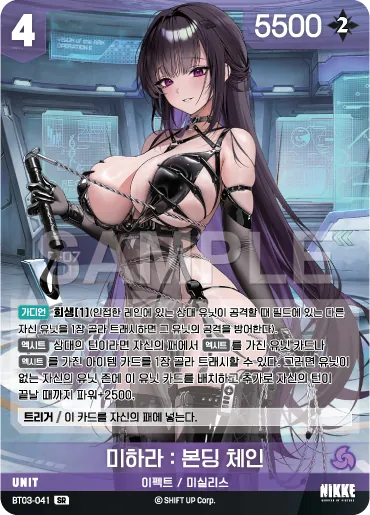 4
5500
2
SAMPLE
가디언 희생[1](인접한 레인에 있는 상대 유닛이 공격할 때 필드에 있는 다른
자신 유닛을 1장 골라 트래시하면 그 유닛의 공격을 방어한다).
엑시트 상대의 턴이라면 자신의 패에서 엑시트 를 가진 유닛 카드나
엑시트 를 가진 아이템 카드를 1장 골라 트래시할 수 있다. 그러면 유닛이
없는 자신의 유닛 존에 이 유닛 카드를 배치하고, 추가로 자신의 턴이
끝날 때까지 파워+2500.
트리거 / 이 카드를 자신의 패에 넣는다.
미하라 : 본딩 체인
UNIT
이펙트 / 미실리스
BT03-041 SR
© SHIFT UP Corp.
NIKKE